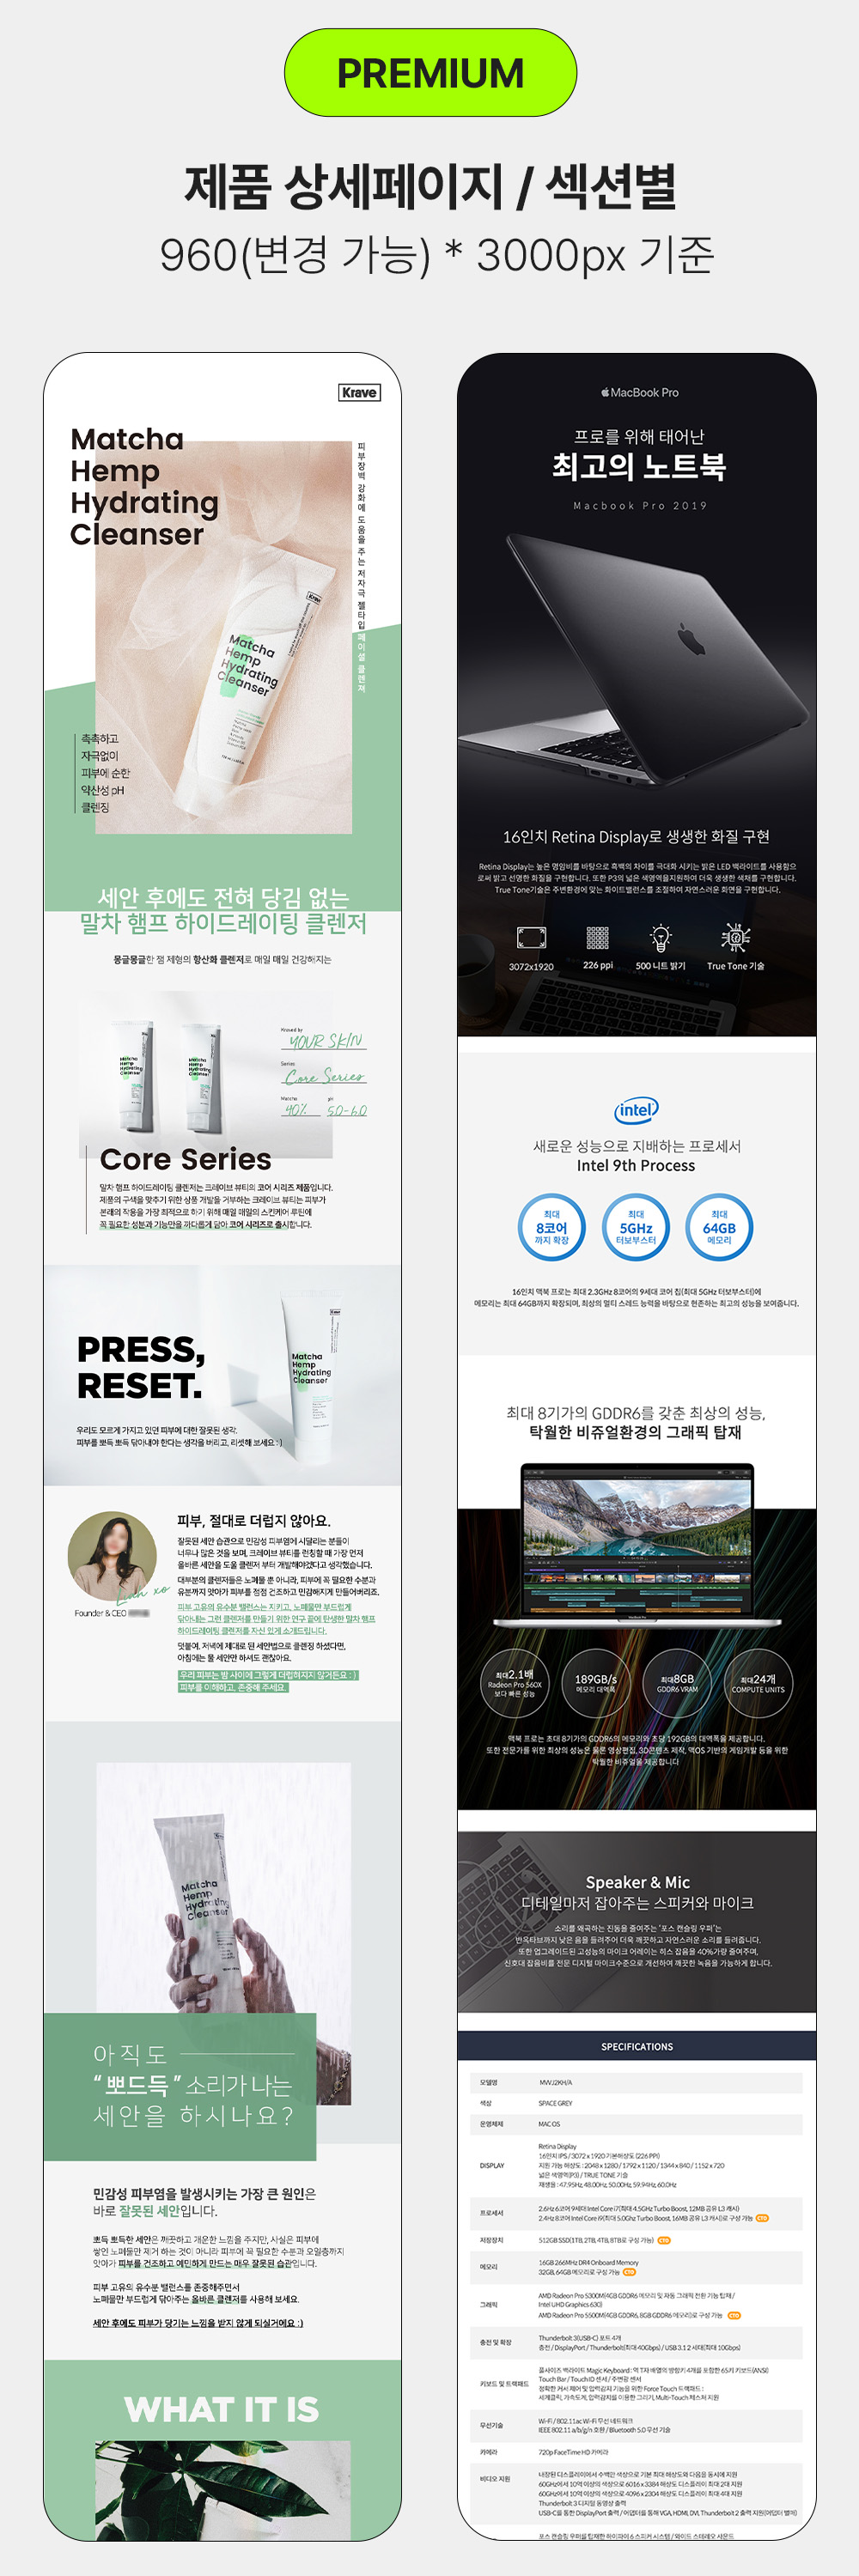 PREMIUM
제품 상세페이지 / 섹션별
960(변경 가능) * 3000px 기준
Krave
Matcha
Hemp
Hydrating
Cleanser
피부장벽 강화에 도움을 주는 저자극 젤타입 페이셜 클렌저
Krave
Matcha
Hemp
Hydrating
Cleanser
촉촉하고
자극없이
피부에 순한
약산성 pH
클렌징
세안 후에도 전혀 당김 없는
말차 햄프 하이드레이팅 클렌저
몽글몽글한 잼 제형의 항산화 클렌저로 매일 매일 건강해지는
Matcha
Hemp
Hydrating
Cleanser
Matcha
Hemp
Hydrating
Cleanser
Kraved by
YOUR SKIN
Series
Core Series
Matcha
40%
pH
5.0-6.0
Core Series
말차 햄프 하이드레이팅 클렌저는 크레이브 뷰티의 코어 시리즈 제품입니다.
제품의 구색을 맞추기 위한 상품 개발을 거부하는 크레이브 뷰티는 피부가
본래의 작용을 가장 최적으로 하기 위해 매일 매일의 스킨케어 루틴에
꼭 필요한 성분과 기능만을 까다롭게 담아 코어 시리즈로 출시합니다.
PRESS,
RESET.
우리도 모르게 가지고 있던 피부에 대한 잘못된 생각.
피부를 뽀득 뽀득 닦아내야 한다는 생각을 버리고, 리셋해 보세요 :)
Matcha
Hemp
Hydrating
Cleanser
피부, 절대로 더럽지 않아요.
잘못된 세안 습관으로 민감성 피부염에 시달리는 분들이
너무나 많은 것을 보며, 크레이브 뷰티를 런칭할 때 가장 먼저
올바른 세안을 도울 클렌저 부터 개발해야겠다고 생각했습니다.
대부분의 클렌저들은 노폐물 뿐 아니라, 피부에 꼭 필요한 수분과
유분까지 앗아가 피부를 점점 건조하고 민감해지게 만들어버리죠.
피부 고유의 유수분 밸런스는 지키고, 노폐물만 부드럽게
닦아내는 그런 클렌저를 만들기 위한 연구 끝에 탄생한 말차 햄프
하이드레이팅 클렌저를 자신 있게 소개드립니다.
덧붙여, 저녁에 제대로 된 세안법으로 클렌징 하셨다면,
아침에는 물 세안만 하셔도 괜찮아요.
우리 피부는 밤 사이에 그렇게 더럽혀지지 않거든요 : )
피부를 이해하고, 존중해 주세요.
Liah xo
Founder & CEO
Matcha
Hemp
Hydrating
Cleanser
아직도
“ 뽀드득 ” 소리가 나는
세안을 하시나요?
민감성 피부염을 발생시키는 가장 큰 원인은
바로 잘못된 세안입니다.
뽀득 뽀득한 세안은 깨끗하고 개운한 느낌을 주지만, 사실은 피부에
쌓인 노폐물만 제거 하는 것이 아니라 피부에 꼭 필요한 수분과 오일층까지
앗아가 피부를 건조하고 예민하게 만드는 매우 잘못된 습관입니다.
피부 고유의 유수분 밸런스를 존중해주면서
노폐물만 부드럽게 닦아주는 올바른 클렌저를 사용해 보세요.
세안 후에도 피부가 당기는 느낌을 받지 않게 되실거예요 :)
WHAT IT IS
MacBook Pro
프로를 위해 태어난
최고의 노트북
Macbook Pro 2019
16인치 Retina Display로 생생한 화질 구현
Retina Display는 높은 명암비를 바탕으로 흑백의 차이를 극대화 시키는 밝은 LED 백라이트를 사용함으
로써 밝고 선명한 화질을 구현합니다. 또한 P3의 넓은 색영역을지원하여 더욱 생생한 색채를 구현합니다.
True Tone기술은 주변환경에 맞는 화이트밸런스를 조절하여 자연스러운 화면을 구현합니다.
3072x1920
226 ppi
500 니트 밝기
True Tone 기술
intel
새로운 성능으로 지배하는 프로세서
Intel 9th Process
최대
8코어
까지 확장
최대
5GHz
터보부스터
최대
64GB
메모리
16인치 맥북 프로는 최대 2.3GHz 8코어의 9세대 코어 칩(최대 5GHz 터보부스터)에
메모리는 최대 64GB까지 확장되며, 최상의 멀티 스레드 능력을 바탕으로 현존하는 최고의 성능을 보여줍니다.
최대 8기가의 GDDR6를 갖춘 최상의 성능,
탁월한 비쥬얼환경의 그래픽 탑재
최대2.1배
Radeon Pro 560X
보다 빠른 성능
189GB/s
메모리 대역폭
최대8GB
GDDR6 VRAM
최대24개
COMPUTE UNITS
맥북 프로는 초대 8기가의 GDDR6의 메모리와 초당 192GB의 대역폭을 제공합니다.
또한 전문가를 위한 최상의 성능은 물론 영상편집, 3D콘텐츠 제작, 맥OS 기반의 게임개발 등을 위한
탁월한 비쥬얼을 제공합니다
Speaker & Mic
디테일마저 잡아주는 스피커와 마이크
소리를 왜곡하는 진동을 줄여주는 '포스 캔슬링 우퍼'는
반옥타브까지 낮은 음을 들려주어 더욱 깨끗하고 자연스러운 소리를 들려줍니다.
또한 업그레이드된 고성능의 마이크 어레이는 히스 잡음을 40%가량 줄여주며,
신호대 잡음비를 전문 디지털 마이크수준으로 개선하여 깨끗한 녹음을 가능하게 합니다.
SPECIFICATIONS
모델명 MVVJ2KH/A
색상 SPACE GREY
운영체제 MAC OS
DISPLAY
Retina Display
16인치 IPS / 3072 x 1920 기본해상도 (226 PPI)
지원 가능 해상도 : 2048 x 1280 / 1792 x 1120 / 1344 x 840 / 1152 x 720
넓은 색영역(P3) / TRUE TONE 기술
재생율 : 47.95Hz, 48.00Hz, 50.00Hz, 59.94Hz, 60.0Hz
프로세서
2.6Hz 6코어 9세대 Intel Core i7(최대 4.5GHz Turbo Boost, 12MB 공유 L3 캐시)
2.4Hz 8코어 Intel Core i9(최대 5.0Ghz Turbo Boost, 16MB 공유 L3 캐시)로 구성 가능 CTO
저장장치 512GB SSD(1TB, 2TB, 4TB, 8TB로 구성 가능) CTO
메모리
16GB 266MHz DR4 Onboard Memory
32GB, 64GB 메모리로 구성 가능 CTO
그래픽
AMD Radeon Pro 5300M(4GB GDDR6 메모리 및 자동 그래픽 전환 기능 탑재 /
Intel UHD Graphics 630)
AMD Radeon Pro 5500M(4GB GDDR6, 8GB GDDR6 메모리)로 구성 가능 CTO
충전 및 확장
Thunderbolt 3(USB-C) 포트 4개
충전 / DisplayPort / Thunderbolt(최대 40Gbps) / USB 3.1 2 세대(최대 10Gbps)
키보드 및 트랙패드
풀사이즈 백라이트 Magic Keyboard : 역 T자 배열의 방향키 4개를 포함한 65키 키보드(ANSI)
Touch Bar / Touch ID 센서 / 주변광 센서
정확한 커서 제어 및 압력감지 기능을 위한 Force Touch 트랙패드 :
세게클릭, 가속도계, 압력감지를 이용한 그리기, Multi-Touch 제스처 지원
무선기술
Wi-Fi / 802.11ac Wi-Fi 무선 네트워크
IEEE 802.11 a/b/g/n 호환 / Bluetooth 5.0 무선 기술
카메라 720p FaceTime HD 카메라
비디오 지원
내장된 디스플레이에서 수백만 색상으로 기본 최대 해상도와 다음을 동시에 지원
60GHz에서 10억 이상의 색상으로 6016 x 3384 해상도 디스플레이 최대 2대 지원
60GHz에서 10억 이상의 색상으로 4096 x 2304 해상도 디스플레이 최대 4대 지원
Thunderbolt 3 디지털 동영상 출력
USB-C를 통한 DisplayPort 출력 / 어댑터를 통해 VGA, HDMI, DVI, Thunderbolt 2 출력 지원(어댑터 별매)
포스 캔슬링 우퍼를 탑재한 하이파이 6 스피커 시스템 / 와이드 스테레오 사운드